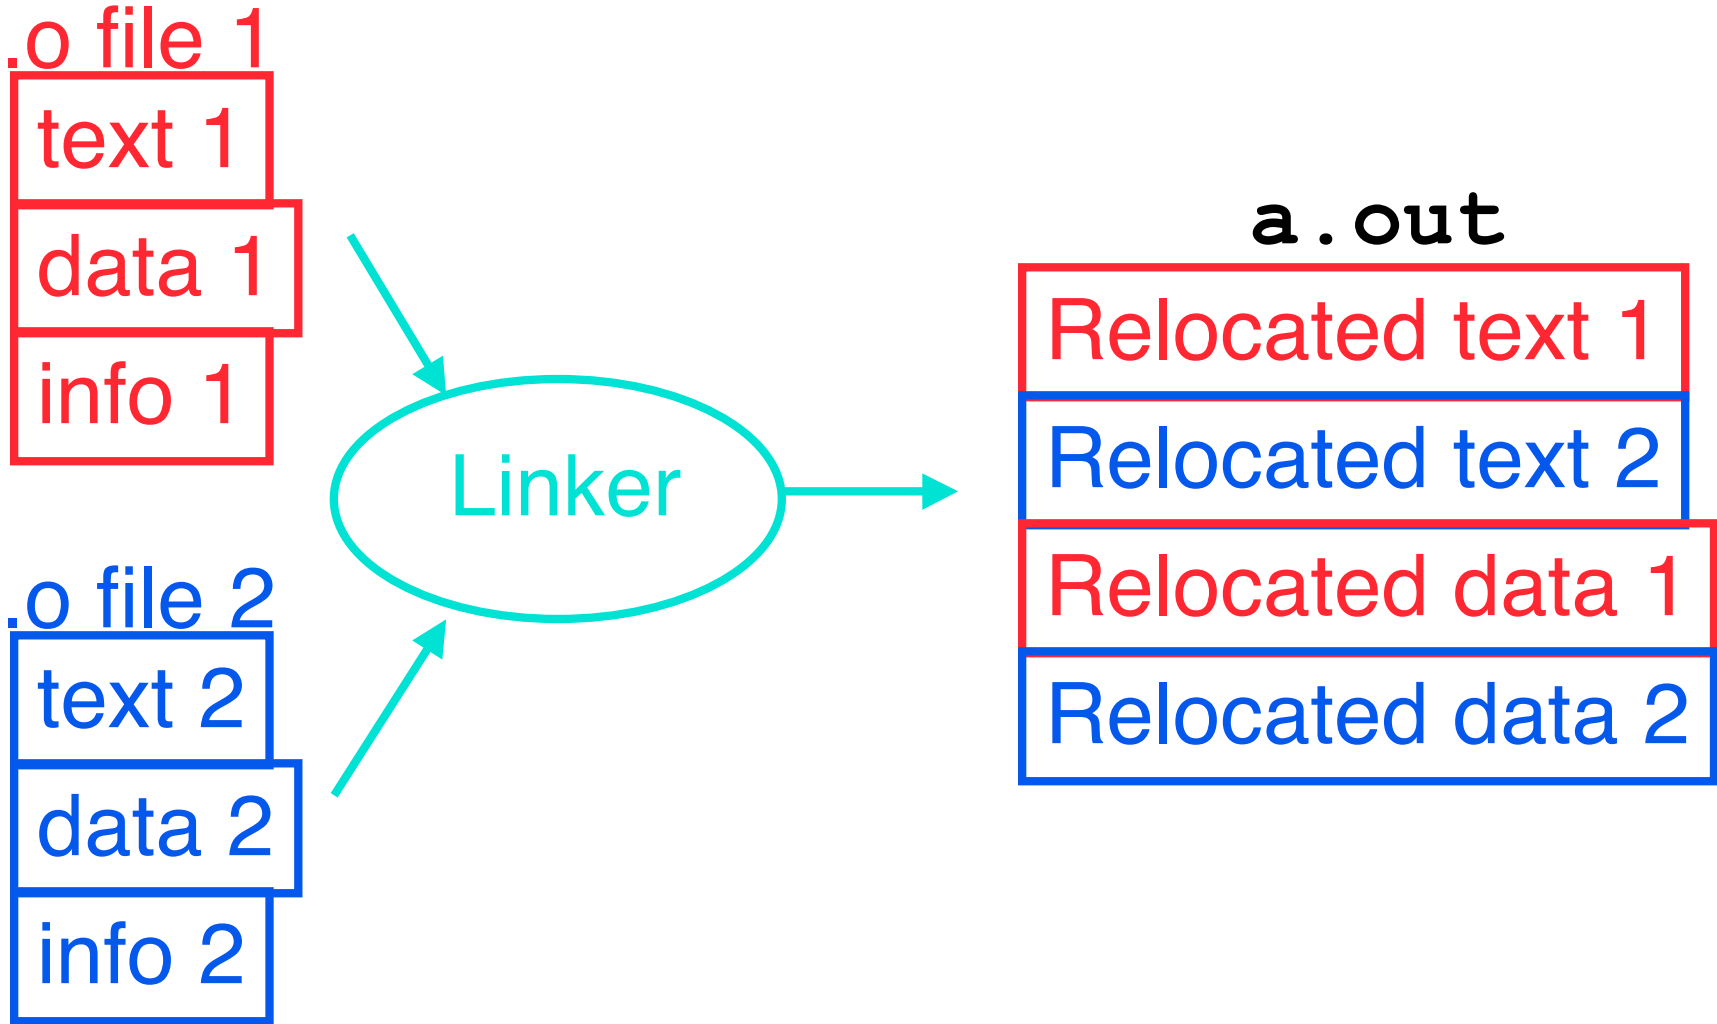 .o file 1
text 1
data 1
info 1
.o file 2
text 2
data 2
info 2
Linker
a.out
Relocated text 1
Relocated text 2
Relocated data 1
Relocated data 2